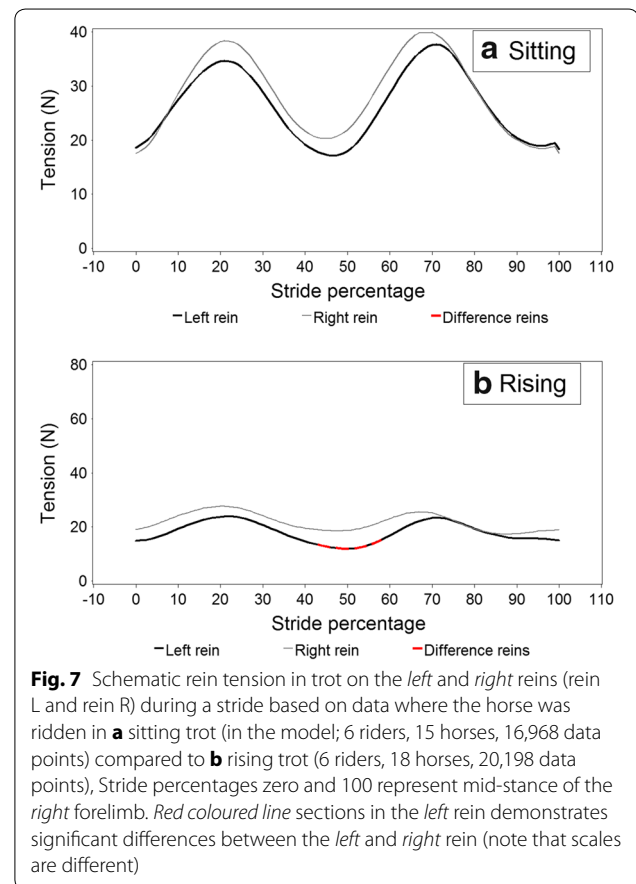 40
30
20
10
0
Tension (N)
a Sitting
-10 0 10 20 30 40 50 60 70 80 90 100 110
Stride percentage
Left rein Right rein Difference reins
80
60
40
20
0
Tension (N)
b Rising
-10 0 10 20 30 40 50 60 70 80 90 100 110
Stride percentage
Left rein Right rein Difference reins
Fig. 7 Schematic rein tension in trot on the left and right reins (rein
L and rein R) during a stride based on data where the horse was
ridden in a sitting trot (in the model; 6 riders, 15 horses, 16,968 data
points) compared to b rising trot (6 riders, 18 horses, 20,198 data
points), Stride percentages zero and 100 represent mid-stance of the
right forelimb. Red coloured line sections in the left rein demonstrates
significant differences between the left and right rein (note that scales
are different)